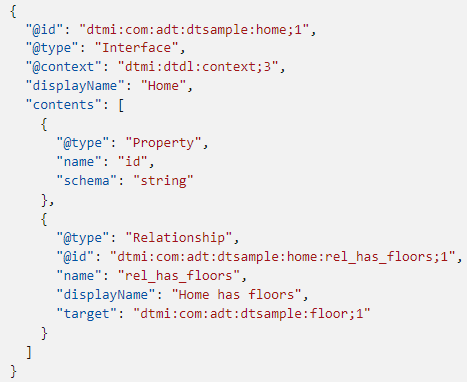 {
  "@id": "dtmi:com:adt:dtsample:home;1",
  "@type": "Interface",
  "@context": "dtmi:dtdl:context;3",
  "displayName": "Home",
  "contents": [
    {
      "@type": "Property",
      "name": "id",
      "schema": "string"
    },
    {
      "@type": "Relationship",
      "@id": "dtmi:com:adt:dtsample:home:rel_has_floors;1",
      "name": "rel_has_floors",
      "displayName": "Home has floors",
      "target": "dtmi:com:adt:dtsample:floor;1"
    }
  ]
}